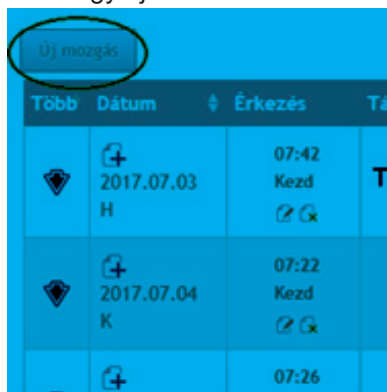 Új mozgás
Több Dátum Érkezés
07:42
2017.07.03 Kezd T
H
07:22
2017.07.04 Kezd
K
07:26